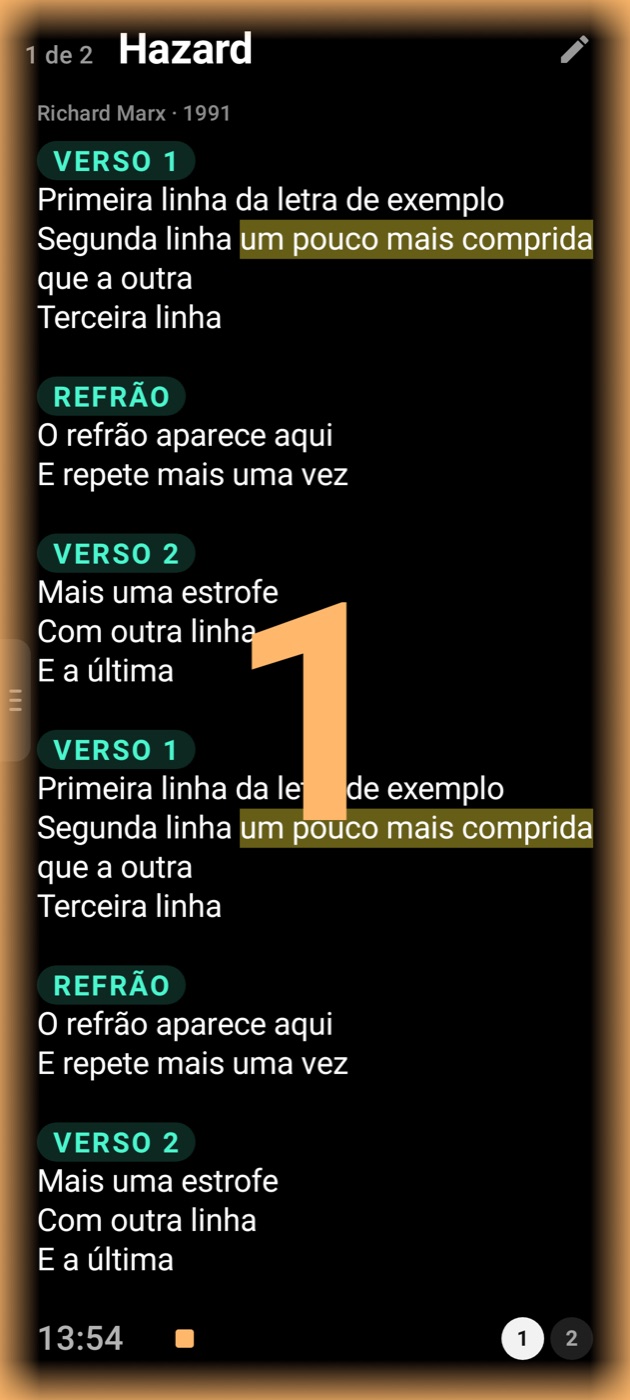 1 de 2 Hazard
Richard Marx · 1991
VERSO 1
Primeira linha da letra de exemplo
Segunda linha um pouco mais comprida
que a outra
Terceira linha
REFRÃO
O refrão aparece aqui
E repete mais uma vez
VERSO 2
Mais uma estrofe
Com outra linha
E a última
1
VERSO 1
Primeira linha da letra de exemplo
Segunda linha um pouco mais comprida
que a outra
Terceira linha
REFRÃO
O refrão aparece aqui
E repete mais uma vez
VERSO 2
Mais uma estrofe
Com outra linha
E a última
13:54 1 2